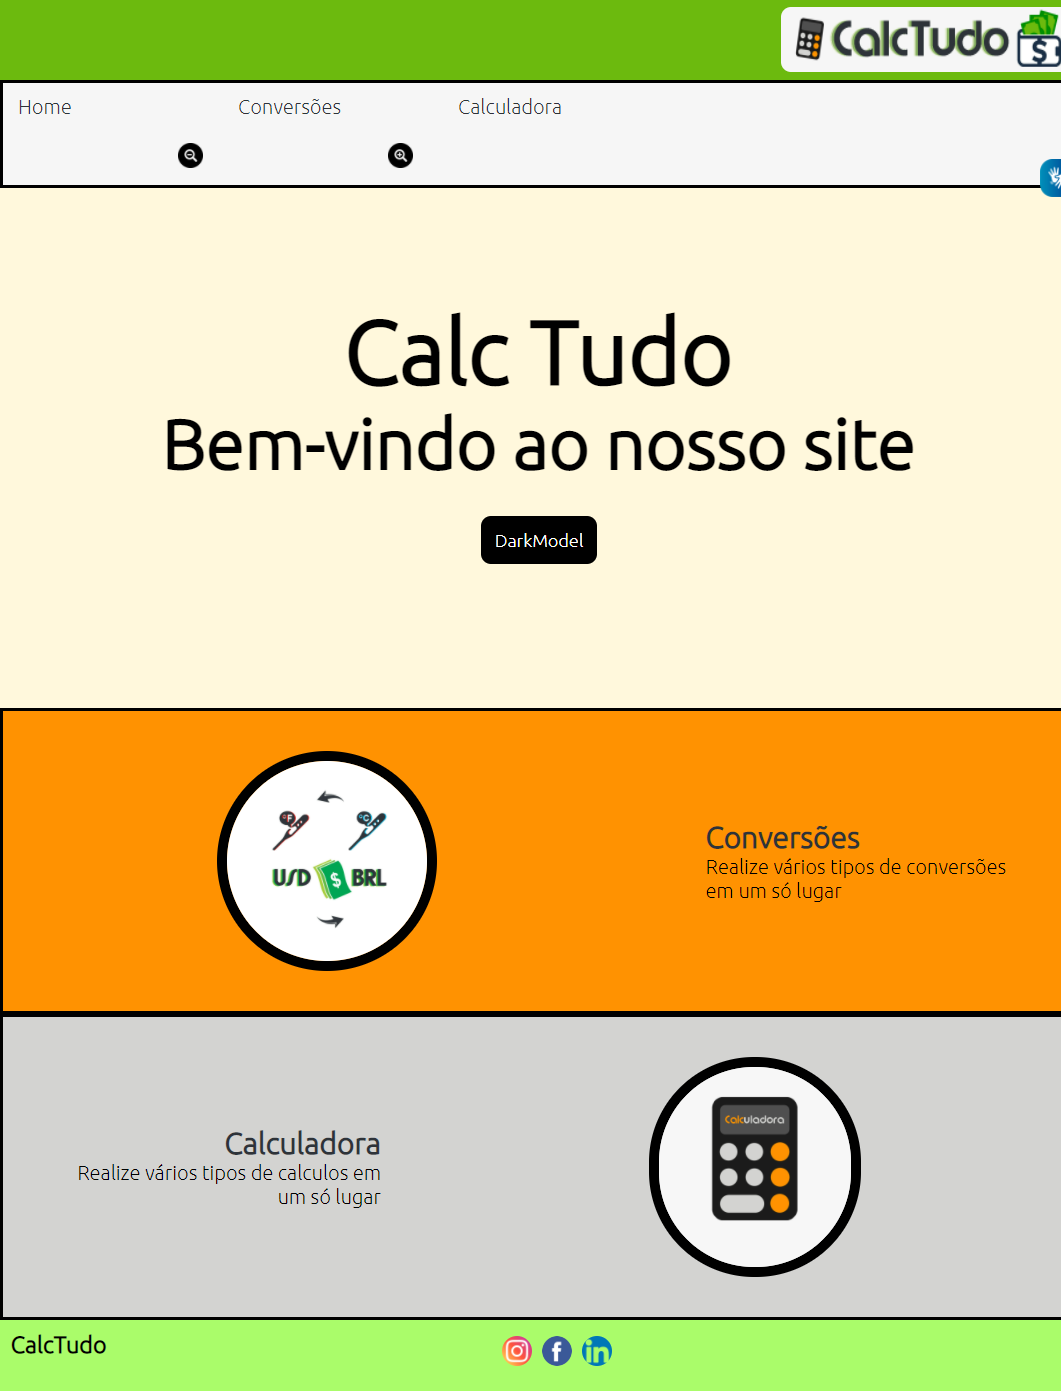 CalcTudo
$
Home Conversões Calculadora
Calc Tudo
Bem-vindo ao nosso site
DarkModel
°F °C
USD $ BRL
Conversões
Realize vários tipos de conversões
em um só lugar
Calculadora
Calculadora
Realize vários tipos de calculos em
um só lugar
CalcTudo
f in